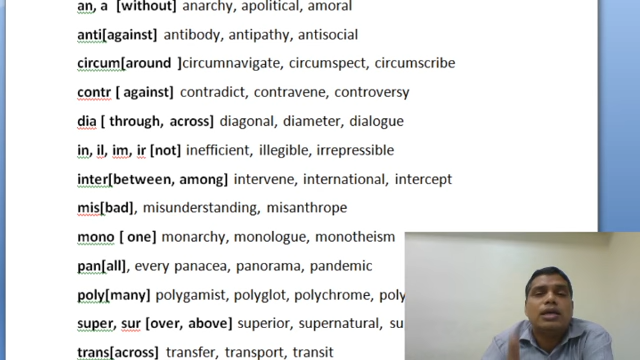 an, a [without] anarchy, apolitical, amoral
anti[against] antibody, antipathy, antisocial
circum[around ]circumnavigate, circumspect, circumscribe
contr [ against] contradict, contravene, controversy
dia [ through, across] diagonal, diameter, dialogue
in, il, im, ir [not] inefficient, illegible, irrepressible
inter[between, among] intervene, international, intercept
mis[bad], misunderstanding, misanthrope
mono [ one] monarchy, monologue, monotheism
pan[all], every panacea, panorama, pandemic
poly[many] polygamist, polyglot, polychrome, poly
super, sur [over, above] superior, supernatural, su
trans[across] transfer, transport, transit